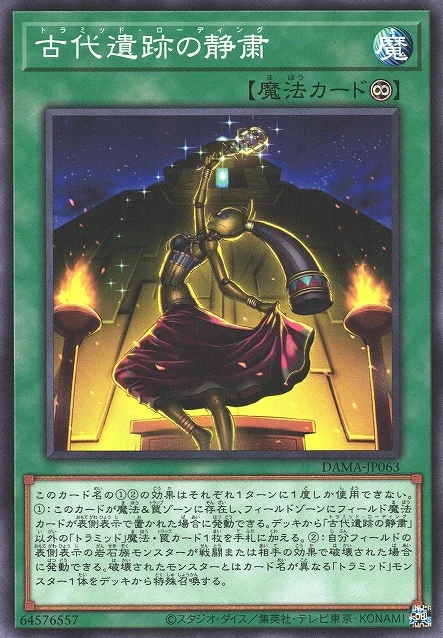 トラミッド・ローディング
古代遺跡の静粛
魔
【魔法カード∞】
DAMA-JP063
このカード名の①②の効果はそれぞれ1ターンに1度しか使用できない。
①：このカードが魔法&罠ゾーンに存在し、フィールドゾーンにフィールド魔法
カードが表側表示で置かれた場合に発動できる。デッキから「古代遺跡の静粛」
以外の「トラミッド」魔法・罠カード1枚を手札に加える。②：自分フィールドの
表側表示の岩石族モンスターが戦闘または相手の効果で破壊された場合
に発動できる。破壊されたモンスターとはカード名が異なる「トラミッド」モン
スター1体をデッキから特殊召喚する。
64576557
©スタジオ・ダイス／集英社・テレビ東京・KONAMI